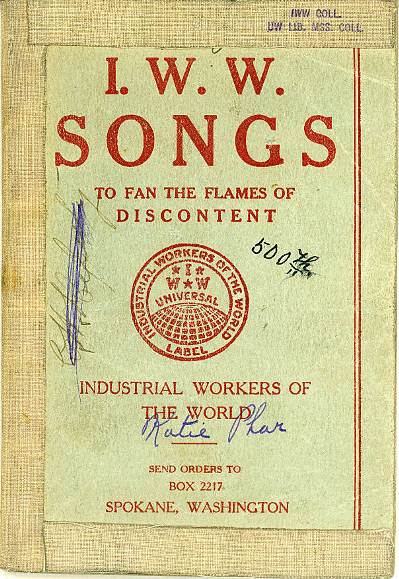 IWW COLL.
UW LIB. MSS. COLL.
I. W. W.
SONGS
TO FAN THE FLAMES OF
DISCONTENT
500th
INDUSTRIAL WORKERS OF THE WORLD
I
W W
UNIVERSAL
LABEL
INDUSTRIAL WORKERS OF
THE WORLD
Katie Phar
SEND ORDERS TO
BOX 2217
SPOKANE, WASHINGTON